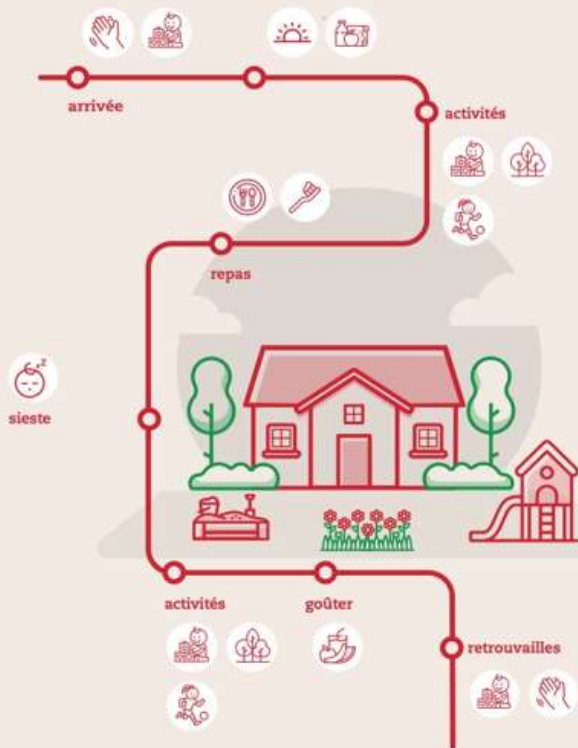 arrivée
activités
repas
sieste
activités
goûter
retrouvailles